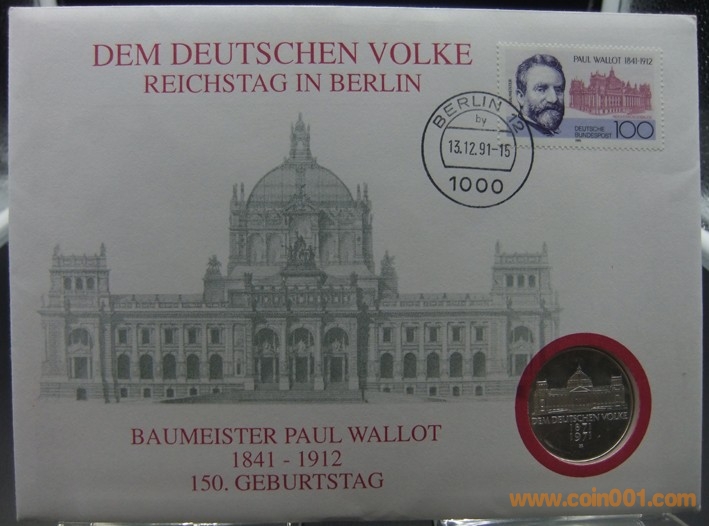 DEM DEUTSCHEN VOLKE
REICHSTAG IN BERLIN
PAUL WALLOT 1841-1912
DEUTSCHE
BUNDESPOST
100
BERLIN 12
by
13.12.91-15
1000
DEM DEUTSCHEN VOLKE
1871
1971
BAUMEISTER PAUL WALLOT
1841 - 1912
150. GEBURTSTAG
www.coin001.com